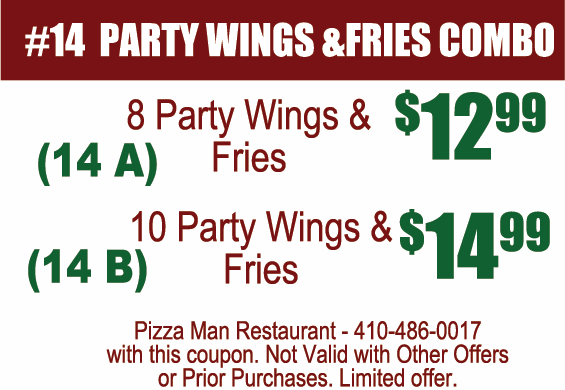 #14 PARTY WINGS &FRIES COMBO
8 Party Wings & $12 99
(14 A) Fries
10 Party Wings & $14 99
(14 B) Fries
Pizza Man Restaurant - 410-486-0017
with this coupon. Not Valid with Other Offers
or Prior Purchases. Limited offer.